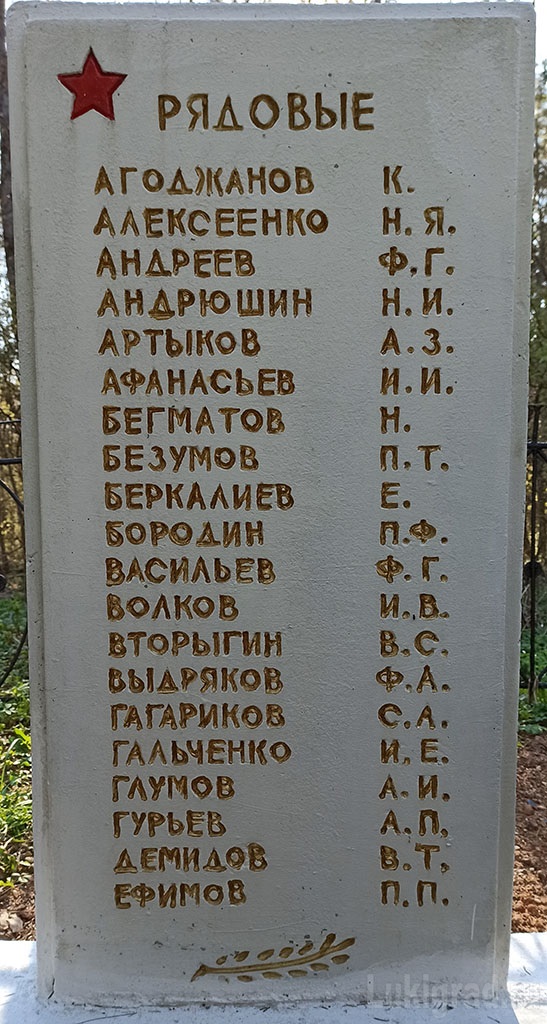 РЯДОВЫЕ
АГОДЖАНОВ К.
АЛЕКСЕЕНКО Н.Я.
АНДРЕЕВ Ф.Г.
АНДРЮШИН Н.И.
АРТЫКОВ А.З.
АФАНАСЬЕВ И.И.
БЕГМАТОВ Н.
БЕЗУМОВ П.Т.
БЕРКАЛИЕВ Е.
БОРОДИН П.Ф.
ВАСИЛЬЕВ Ф.Г.
ВОЛКОВ И.В.
ВТОРЫГИН В.С.
ВЫДРЯКОВ Ф.А.
ГАГАРИКОВ С.А.
ГАЛЬЧЕНКО И.Е.
ГЛУМОВ А.И.
ГУРЬЕВ А.П.
ДЕМИДОВ В.Т.
ЕФИМОВ П.П.